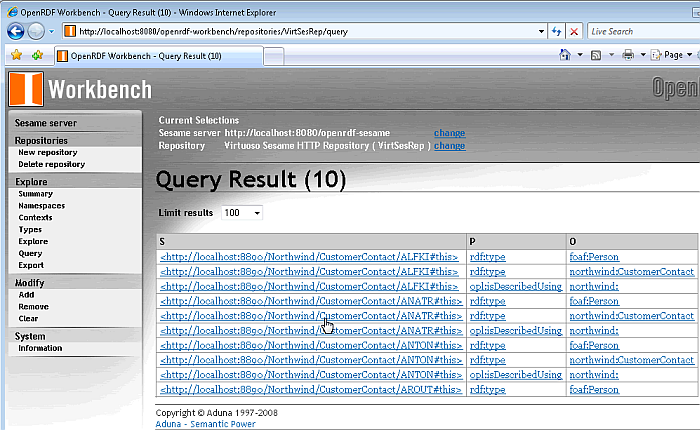 OpenRDF Workbench - Query Result (10) - Windows Internet Explorer
http://localhost:8080/openrdf-workbench/repositories/VirtSesRep/query
Live Search
OpenRDF Workbench - Query Result (10)
Page
Workbench
Open
Sesame server
Repositories
New repository
Delete repository
Explore
Summary
Namespaces
Contexts
Types
Explore
Query
Export
Modify
Add
Remove
Clear
System
Information
Current Selections
Sesame server http://localhost:8080/openrdf-sesame change
Repository Virtuoso Sesame HTTP Repository ( VirtSesRep ) change
Query Result (10)
Limit results 100
S P O
<http://localhost:8890/Northwind/CustomerContact/ALFKI#this> rdf:type foaf:Person
<http://localhost:8890/Northwind/CustomerContact/ALFKI#this> rdf:type northwind:CustomerContact
<http://localhost:8890/Northwind/CustomerContact/ALFKI#this> opl:isDescribedUsing northwind:
<http://localhost:8890/Northwind/CustomerContact/ANATR#this> rdf:type foaf:Person
<http://localhost:8890/Northwind/CustomerContact/ANATR#this> rdf:type northwind:CustomerContact
<http://localhost:8890/Northwind/CustomerContact/ANATR#this> opl:isDescribedUsing northwind:
<http://localhost:8890/Northwind/CustomerContact/ANTON#this> rdf:type foaf:Person
<http://localhost:8890/Northwind/CustomerContact/ANTON#this> rdf:type northwind:CustomerContact
<http://localhost:8890/Northwind/CustomerContact/ANTON#this> opl:isDescribedUsing northwind:
<http://localhost:8890/Northwind/CustomerContact/AROUT#this> rdf:type foaf:Person
Copyright © Aduna 1997-2008
Aduna - Semantic Power